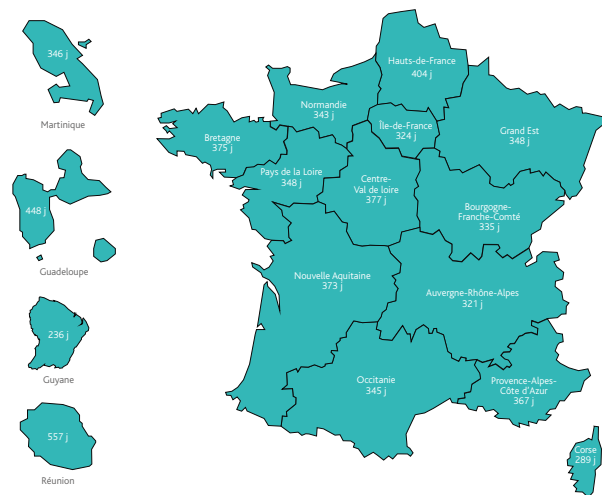 346 j
Martinique
448 j
Guadeloupe
236 j
Guyane
557 j
Réunion
Hauts-de-France
404 j
Normandie
343 j
Île-de-France
324 j
Grand Est
348 j
Bretagne
375 j
Pays de la Loire
348 j
Centre-
Val de loire
377 j
Bourgogne-
Franche-Comté
335 j
Nouvelle Aquitaine
373 j
Auvergne-Rhône-Alpes
321 j
Occitanie
345 j
Provence-Alpes-
Côte d'Azur
367 j
Corse
289 j